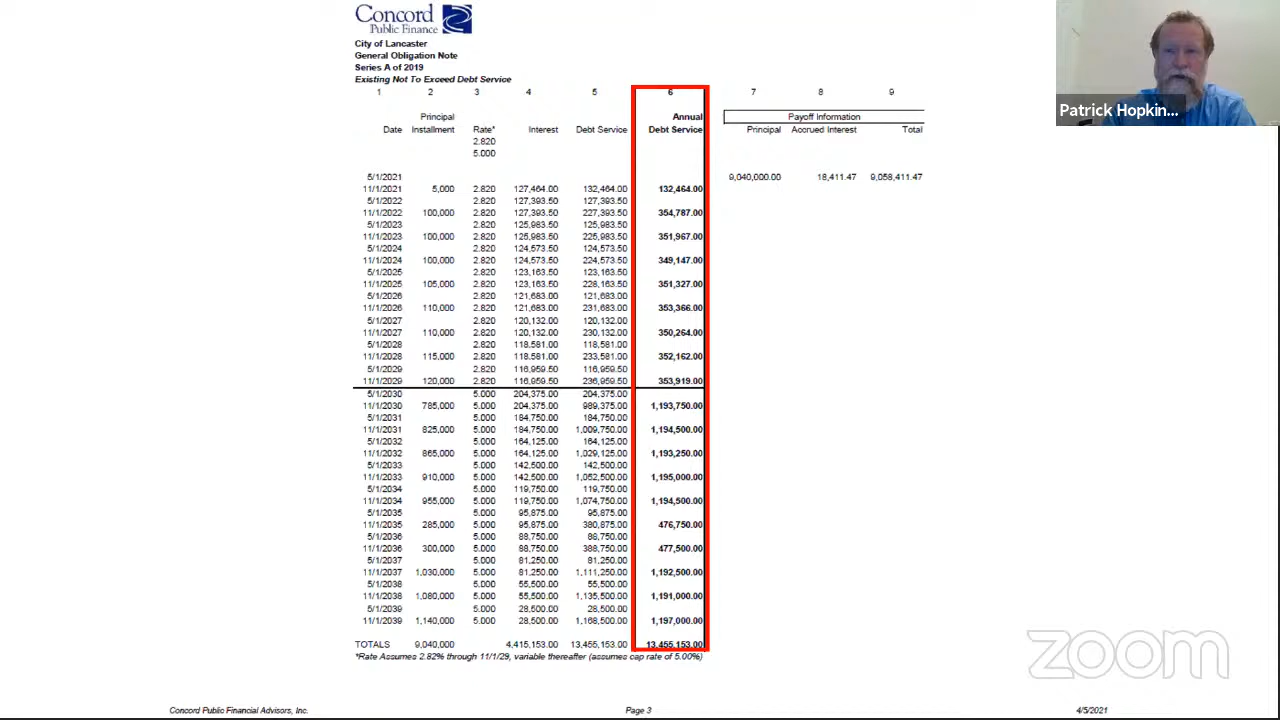 Concord
Public Finance
City of Lancaster
General Obligation Note
Series A of 2019
Existing Not To Exceed Debt Service
1 2 3 4 5 6 7 8 9
Principal Annual Payoff Information
Date Installment Rate* Interest Debt Service Debt Service Principal Accrued Interest Total
2.820
5.000
5/1/2021 9,040,000.00 18,411.47 9,058,411.47
11/1/2021 5,000 2.820 127,464.00 132,464.00 132,464.00
5/1/2022 2.820 127,393.50 127,393.50
11/1/2022 100,000 2.820 127,393.50 227,393.50 354,787.00
5/1/2023 2.820 125,983.50 125,983.50
11/1/2023 100,000 2.820 125,983.50 225,983.50 351,967.00
5/1/2024 2.820 124,573.50 124,573.50
11/1/2024 100,000 2.820 124,573.50 224,573.50 349,147.00
5/1/2025 2.820 123,163.50 123,163.50
11/1/2025 105,000 2.820 123,163.50 228,163.50 351,327.00
5/1/2026 2.820 121,683.00 121,683.00
11/1/2026 110,000 2.820 121,683.00 231,683.00 353,366.00
5/1/2027 2.820 120,132.00 120,132.00
11/1/2027 110,000 2.820 120,132.00 230,132.00 350,264.00
5/1/2028 2.820 118,581.00 118,581.00
11/1/2028 115,000 2.820 118,581.00 233,581.00 352,162.00
5/1/2029 2.820 116,959.50 116,959.50
11/1/2029 120,000 2.820 116,959.50 236,959.50 353,919.00
5/1/2030 5.000 204,375.00 204,375.00
11/1/2030 785,000 5.000 204,375.00 989,375.00 1,193,750.00
5/1/2031 5.000 184,750.00 184,750.00
11/1/2031 825,000 5.000 184,750.00 1,009,750.00 1,194,500.00
5/1/2032 5.000 164,125.00 164,125.00
11/1/2032 865,000 5.000 164,125.00 1,029,125.00 1,193,250.00
5/1/2033 5.000 142,500.00 142,500.00
11/1/2033 910,000 5.000 142,500.00 1,052,500.00 1,195,000.00
5/1/2034 5.000 119,750.00 119,750.00
11/1/2034 955,000 5.000 119,750.00 1,074,750.00 1,194,500.00
5/1/2035 5.000 95,875.00 95,875.00
11/1/2035 285,000 5.000 95,875.00 380,875.00 476,750.00
5/1/2036 5.000 88,750.00 88,750.00
11/1/2036 300,000 5.000 88,750.00 388,750.00 477,500.00
5/1/2037 5.000 81,250.00 81,250.00
11/1/2037 1,030,000 5.000 81,250.00 1,111,250.00 1,192,500.00
5/1/2038 5.000 55,500.00 55,500.00
11/1/2038 1,080,000 5.000 55,500.00 1,135,500.00 1,191,000.00
5/1/2039 5.000 28,500.00 28,500.00
11/1/2039 1,140,000 5.000 28,500.00 1,168,500.00 1,197,000.00
TOTALS 9,040,000 4,415,153.00 13,455,153.00 13,455,153.00
*Rate Assumes 2.82% through 11/1/29, variable thereafter (assumes cap rate of 5.00%)
Concord Public Financial Advisors, Inc. Page 3 4/5/2021
Patrick Hopkin...
zoom